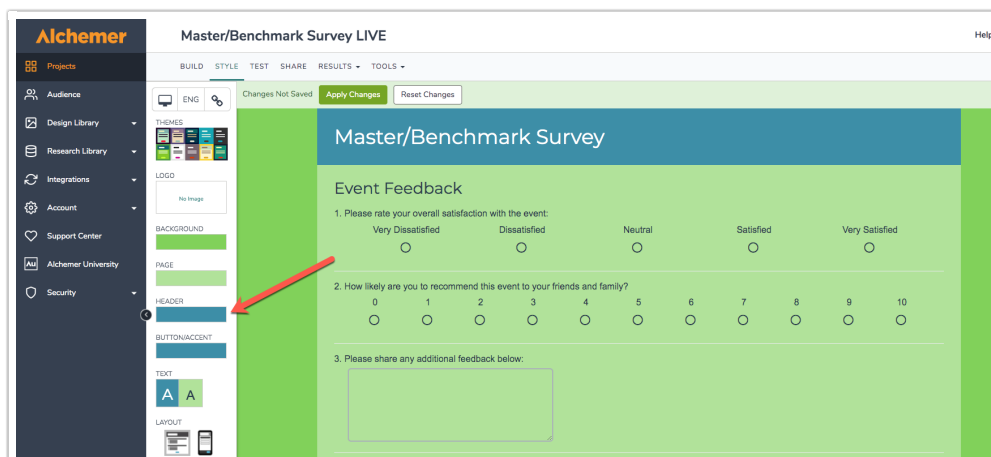 Alchemer
Master/Benchmark Survey LIVE
Help
Projects
BUILD STYLE TEST SHARE RESULTS TOOLS
Audience
ENG
Changes Not Saved Apply Changes Reset Changes
Design Library
THEMES
Master/Benchmark Survey
Research Library
LOGO
Integrations
No Image
Event Feedback
Account
1. Please rate your overall satisfaction with the event:
BACKGROUND
Very Dissatisfied Dissatisfied Neutral Satisfied Very Satisfied
Support Center
Au Alchemer University
PAGE
2. How likely are you to recommend this event to your friends and family?
Security
HEADER
0 1 2 3 4 5 6 7 8 9 10
BUTTON/ACCENT
3. Please share any additional feedback below:
TEXT
A A
LAYOUT